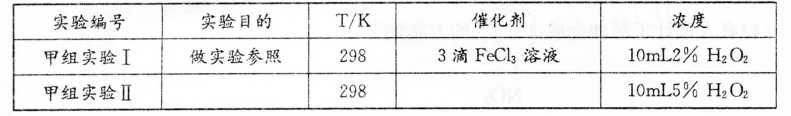 实验编号 实验目的 T/K 催化剂 浓度
甲组实验Ⅰ 做实验参照 298 3滴FeCl₃溶液 10mL2% H₂O₂
甲组实验Ⅱ 298 10mL5% H₂O₂